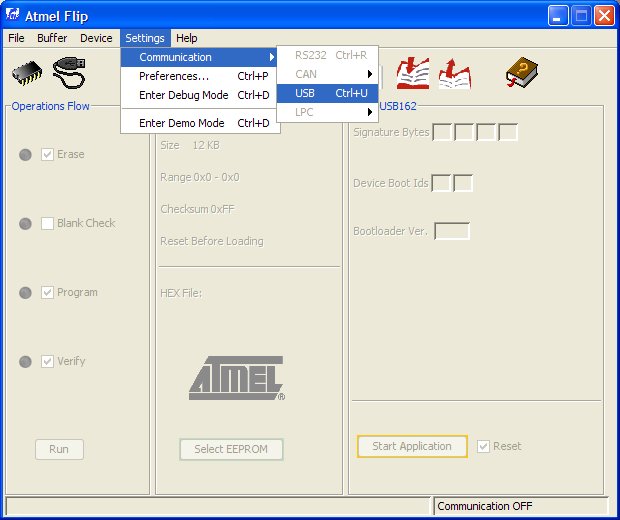 Atmel Flip
File Buffer Device Settings Help
Communication
Preferences... Ctrl+P
Enter Debug Mode Ctrl+D
Enter Demo Mode Ctrl+D
RS232 Ctrl+R
CAN
USB Ctrl+U
LPC
Operations Flow
Erase
Blank Check
Program
Verify
Run
Size 12 KB
Range 0x0 - 0x0
Checksum 0xFF
Reset Before Loading
HEX File:
ATMEL®
Select EEPROM
USB162
Signature Bytes
Device Boot Ids
Bootloader Ver.
Start Application
Reset
Communication OFF